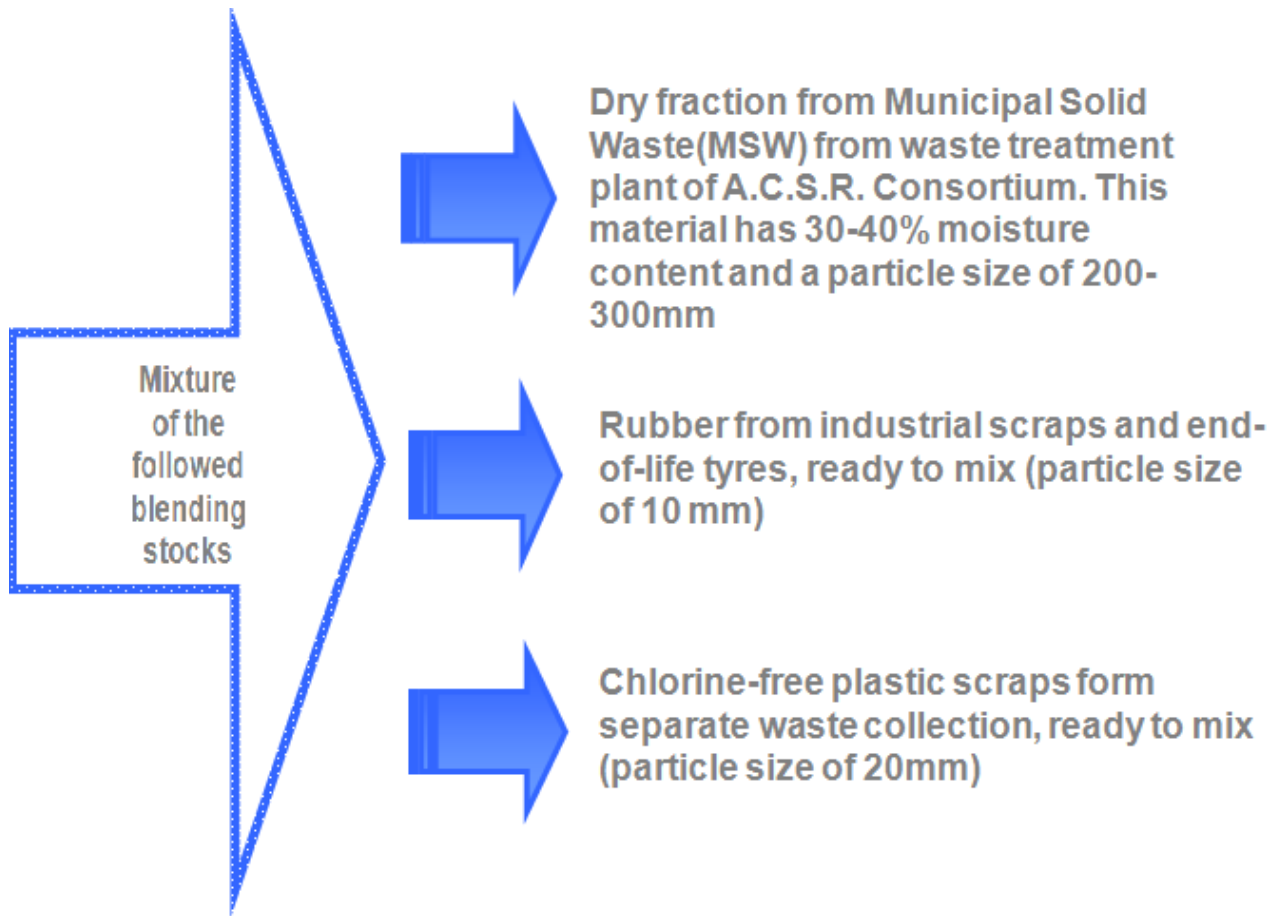 Mixture
of the
followed
blending
stocks
Dry fraction from Municipal Solid
Waste(MSW) from waste treatment
plant of A.C.S.R. Consortium. This
material has 30-40% moisture
content and a particle size of 200-
300mm
Rubber from industrial scraps and end-
of-life tyres, ready to mix (particle size
of 10 mm)
Chlorine-free plastic scraps form
separate waste collection, ready to mix
(particle size of 20mm)